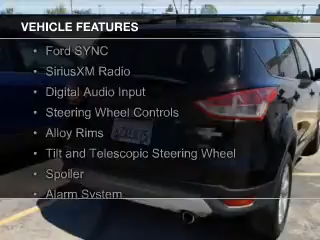 VEHICLE FEATURES
• Ford SYNC
• SiriusXM Radio
• Digital Audio Input
• Steering Wheel Controls
• Alloy Rims
• Tilt and Telescopic Steering Wheel
• Spoiler
• Alarm System